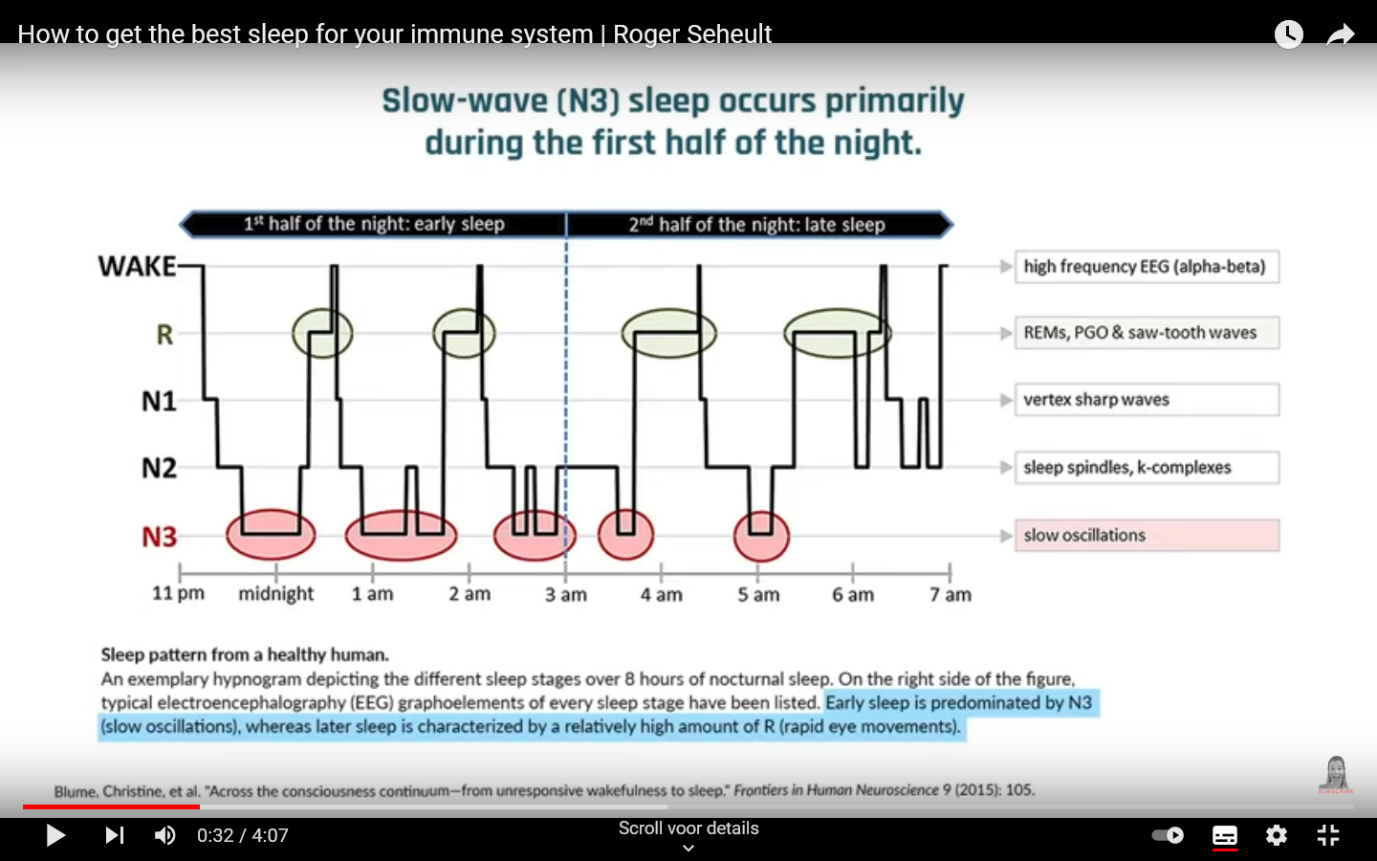 How to get the best sleep for your immune system | Roger Seheult
Slow-wave (N3) sleep occurs primarily
during the first half of the night.
1st half of the night: early sleep
2nd half of the night: late sleep
WAKE
high frequency EEG (alpha-beta)
R
REMs, PGO & saw-tooth waves
N1
vertex sharp waves
N2
sleep spindles, k-complexes
N3
slow oscillations
11 pm midnight 1 am 2 am 3 am 4 am 5 am 6 am 7 am
Sleep pattern from a healthy human.
An exemplary hypnogram depicting the different sleep stages over 8 hours of nocturnal sleep. On the right side of the figure,
typical electroencephalography (EEG) graphoelements of every sleep stage have been listed. Early sleep is predominated by N3
(slow oscillations), whereas later sleep is characterized by a relatively high amount of R (rapid eye movements).
Blume, Christine, et al. "Across the consciousness continuum—from unresponsive wakefulness to sleep." Frontiers in Human Neuroscience 9 (2015): 105.
SUBSCRIBE
0:32 / 4:07
Scroll voor details